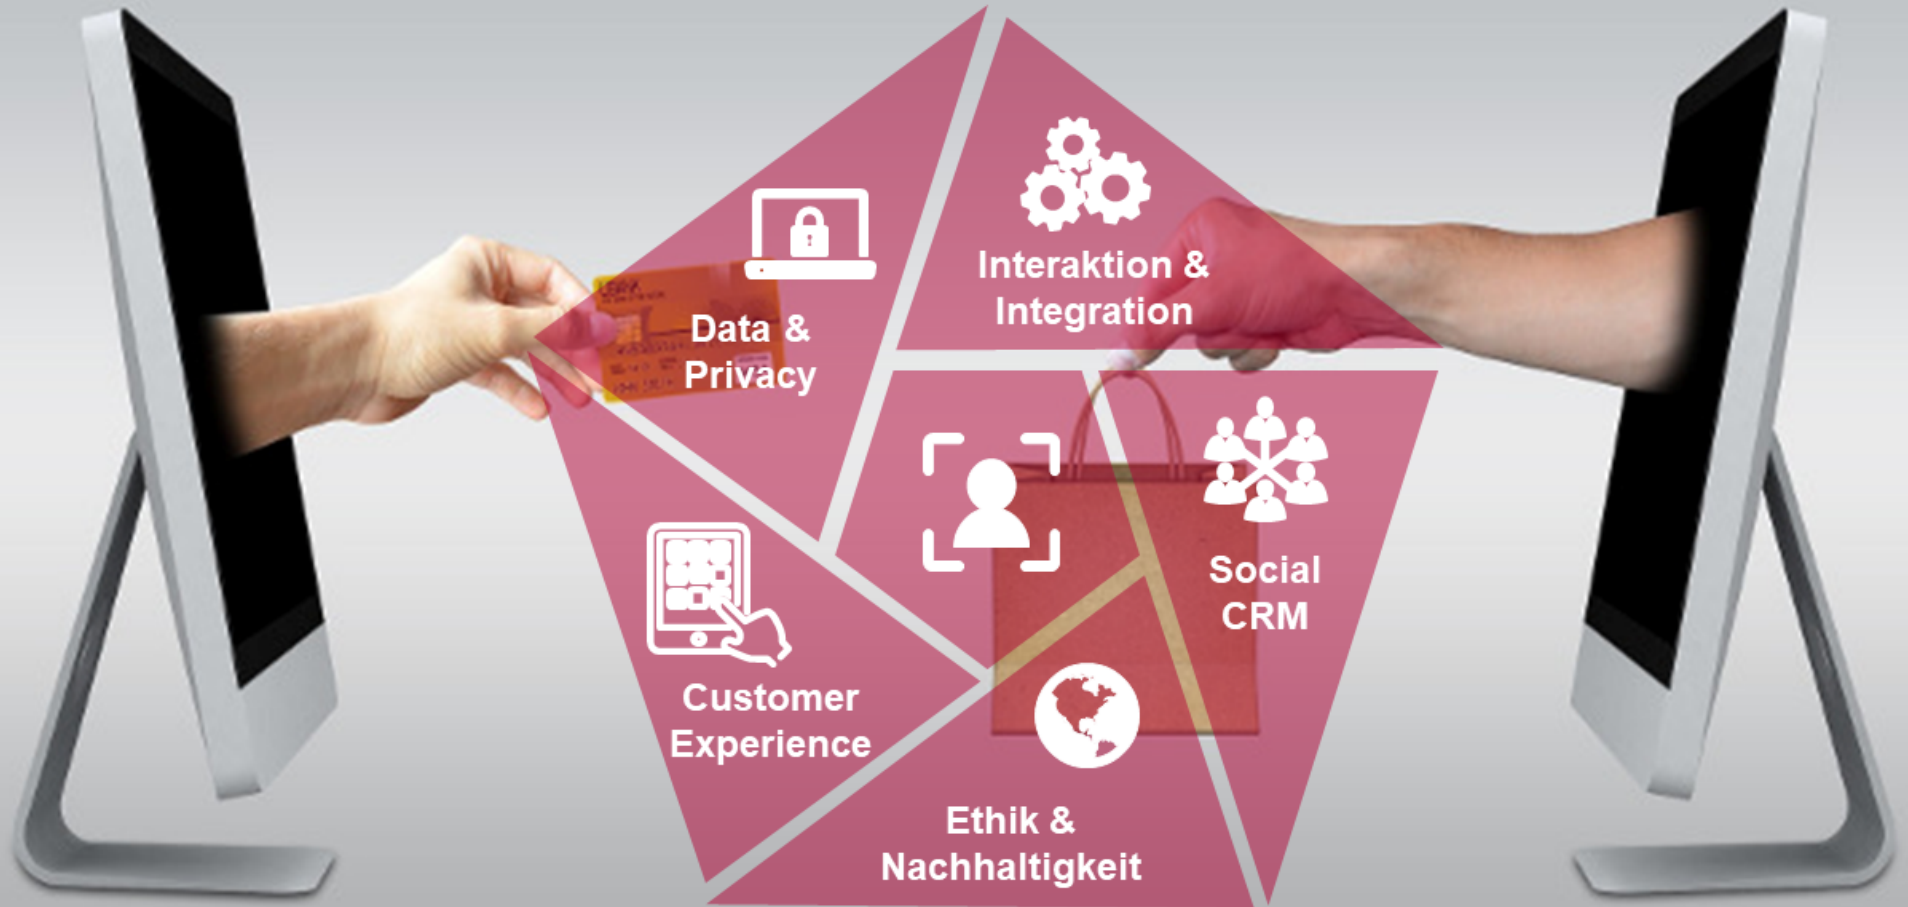 Data &
Privacy
Interaktion &
Integration
Social
CRM
Customer
Experience
Ethik &
Nachhaltigkeit